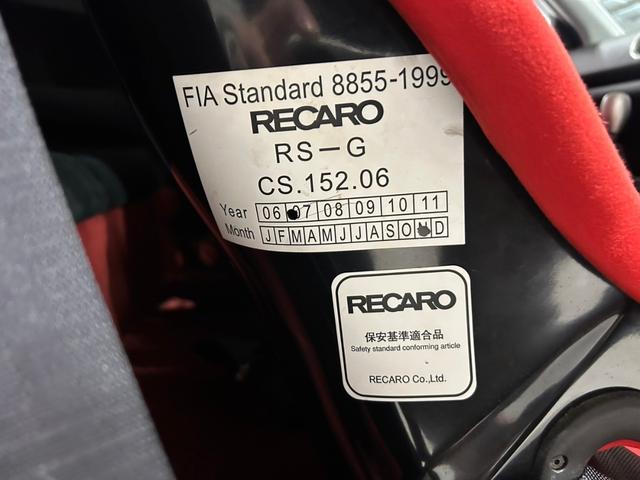 FIA Standard 8855-1999
RECARO
RS-G
CS.152.06
Year 06 07 08 09 10 11
Month J F M A M J J A S O D
RECARO
保安基準適合品
Safety standard conforming article
RECARO Co.,Ltd.